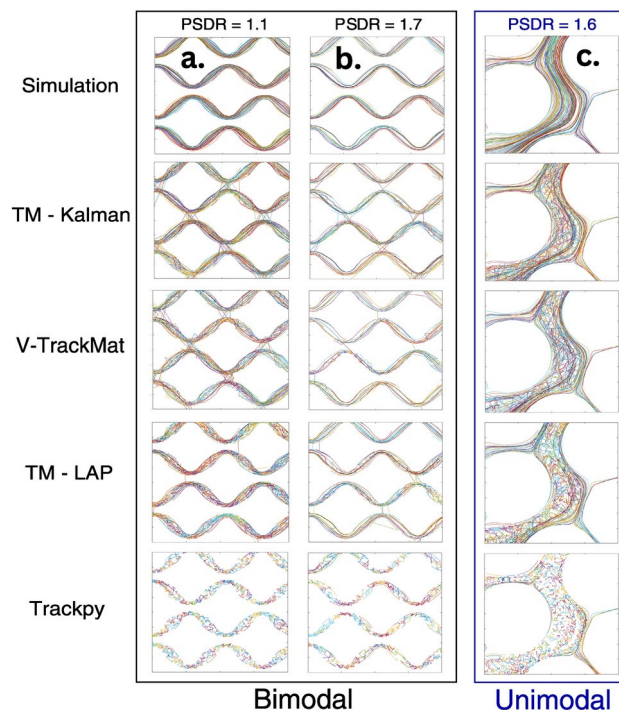 PSDR = 1.1 PSDR = 1.7 PSDR = 1.6
a. b. c.
Simulation
TM - Kalman
V-TrackMat
TM - LAP
Trackpy
Bimodal Unimodal